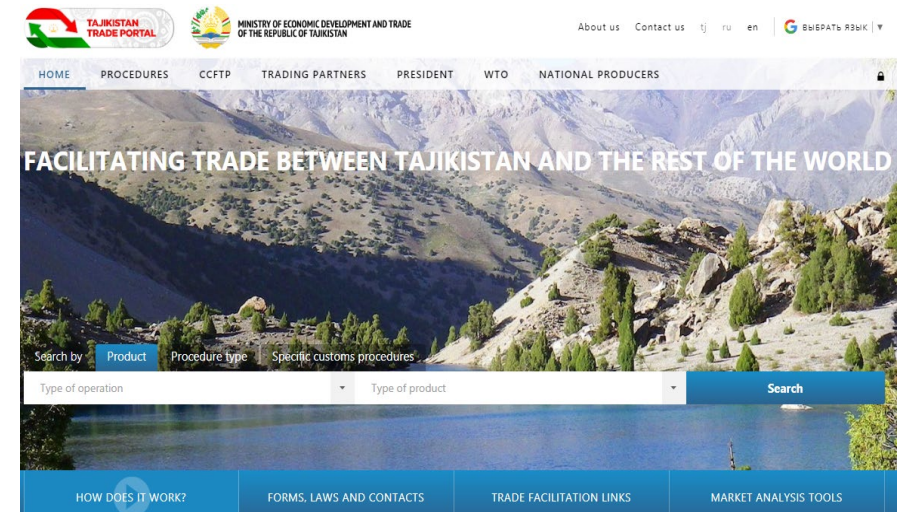 TAJIKISTAN
TRADE PORTAL
MINISTRY OF ECONOMIC DEVELOPMENT AND TRADE
OF THE REPUBLIC OF TAJIKISTAN
About us Contact us tj ru en G ВЫБРАТЬ ЯЗЫК | ▼
HOME PROCEDURES CCFTP TRADING PARTNERS PRESIDENT WTO NATIONAL PRODUCERS
FACILITATING TRADE BETWEEN TAJIKISTAN AND THE REST OF THE WORLD
Search by Product Procedure type Specific customs procedures
Type of operation Type of product Search
HOW DOES IT WORK? FORMS, LAWS AND CONTACTS TRADE FACILITATION LINKS MARKET ANALYSIS TOOLS